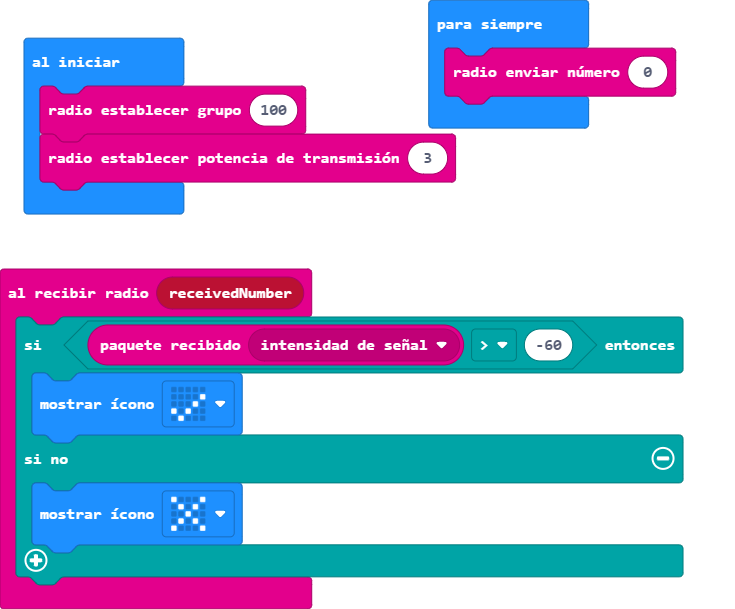 para siempre
radio enviar número 0
al iniciar
radio establecer grupo 100
radio establecer potencia de transmisión 3
al recibir radio receivedNumber
si paquete recibido intensidad de señal > -60 entonces
mostrar ícono
si no
mostrar ícono